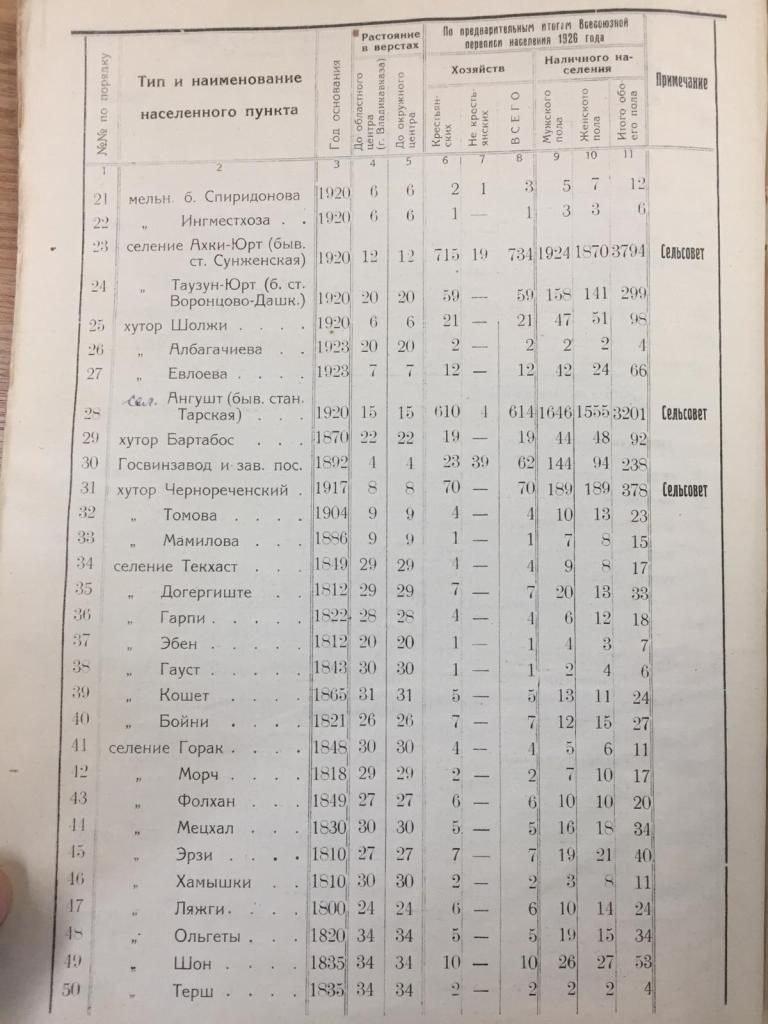 №№ по порядку
Тип и наименование населенного пункта
Год основания
Растояние в верстах
До областного центра (г. Владикавказа)
До окружного центра
По предварительным итогам Всесоюзной переписи населения 1926 года
Хозяйств
Крестьянских
Не крестьянских
ВСЕГО
Наличного населения
Мужского пола
Женского пола
Итого обоего пола
Примечание
1 2 3 4 5 6 7 8 9 10 11
21 мельн. б. Спиридонова 1920 6 6 2 1 3 5 7 12
22 „ Ингместхоза . . 1920 6 6 1 — 1 3 3 6
23 селение Ахки-Юрт (быв.
ст. Сунженская) 1920 12 12 715 19 734 1924 1870 3794 Сельсовет
24 „ Таузун-Юрт (б. ст.
Воронцово-Дашк.) 1920 20 20 59 — 59 158 141 299
25 хутор Шолжи . . . . 1920 6 6 21 — 21 47 51 98
26 „ Албагачиева . . 1923 20 20 2 — 2 2 2 4
27 „ Евлоева . . . . 1923 7 7 12 — 12 42 24 66
сел. Ангушт (быв. стан.
28 Тарская) . . . 1920 15 15 610 4 614 1646 1555 3201 Сельсовет
29 хутор Бартабос . . . 1870 22 22 19 — 19 44 48 92
30 Госвинзавод и зав. пос. 1892 4 4 23 39 62 144 94 238
31 хутор Чернореченский . 1917 8 8 70 — 70 189 189 378 Сельсовет
32 „ Томова . . . . 1904 9 9 4 — 4 10 13 23
33 „ Мамилова . . . 1886 9 9 1 — 1 7 8 15
34 селение Текхаст . . . 1849 29 29 4 — 4 9 8 17
35 „ Догергиште . . 1812 29 29 7 — 7 20 13 33
36 „ Гарпи . . . . . 1822 28 28 4 — 4 6 12 18
37 „ Эбен . . . . 1812 20 20 1 — 1 4 3 7
38 „ Гауст . . . . 1843 30 30 1 — 1 2 4 6
39 „ Кошет . . . . 1865 31 31 5 — 5 13 11 24
40 „ Бойни . . . . 1821 26 26 7 — 7 12 15 27
41 селение Горак . . . . 1848 30 30 4 — 4 5 6 11
42 „ Морч . . . . 1818 29 29 2 — 2 7 10 17
43 „ Фолхан . . . 1849 27 27 6 — 6 10 10 20
44 „ Мецхал . . . 1830 30 30 5 — 5 16 18 34
45 „ Эрзи . . . . 1810 27 27 7 — 7 19 21 40
46 „ Хамышки . . 1810 30 30 2 — 2 3 8 11
47 „ Ляжги . . . . 1800 24 24 6 — 6 10 14 24
48 „ Ольгеты . . . 1820 34 34 5 — 5 19 15 34
49 „ Шон . . . . 1835 34 34 10 — 10 26 27 53
50 „ Терш . . . . 1835 34 34 2 — 2 2 2 4